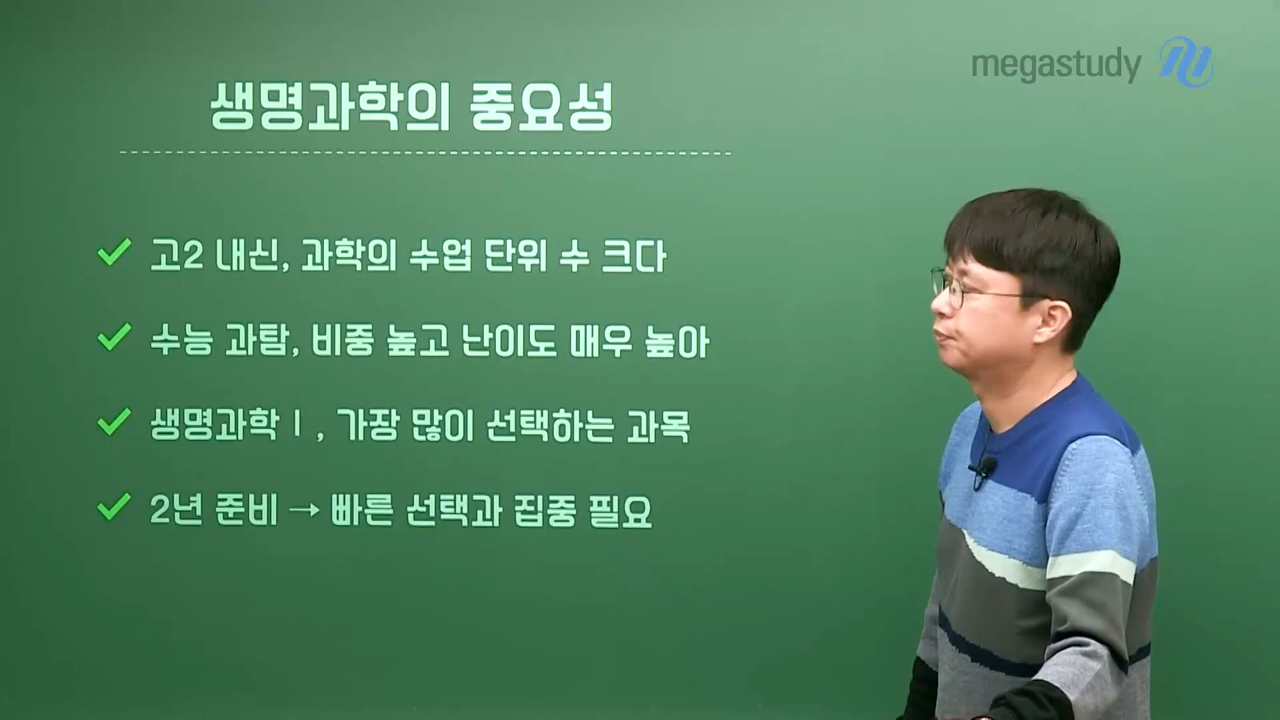 megastudy
생명과학의 중요성
고2 내신, 과학의 수업 단위 수 크다
수능 과탐, 비중 높고 난이도 매우 높아
생명과학Ⅰ, 가장 많이 선택하는 과목
2년 준비 → 빠른 선택과 집중 필요